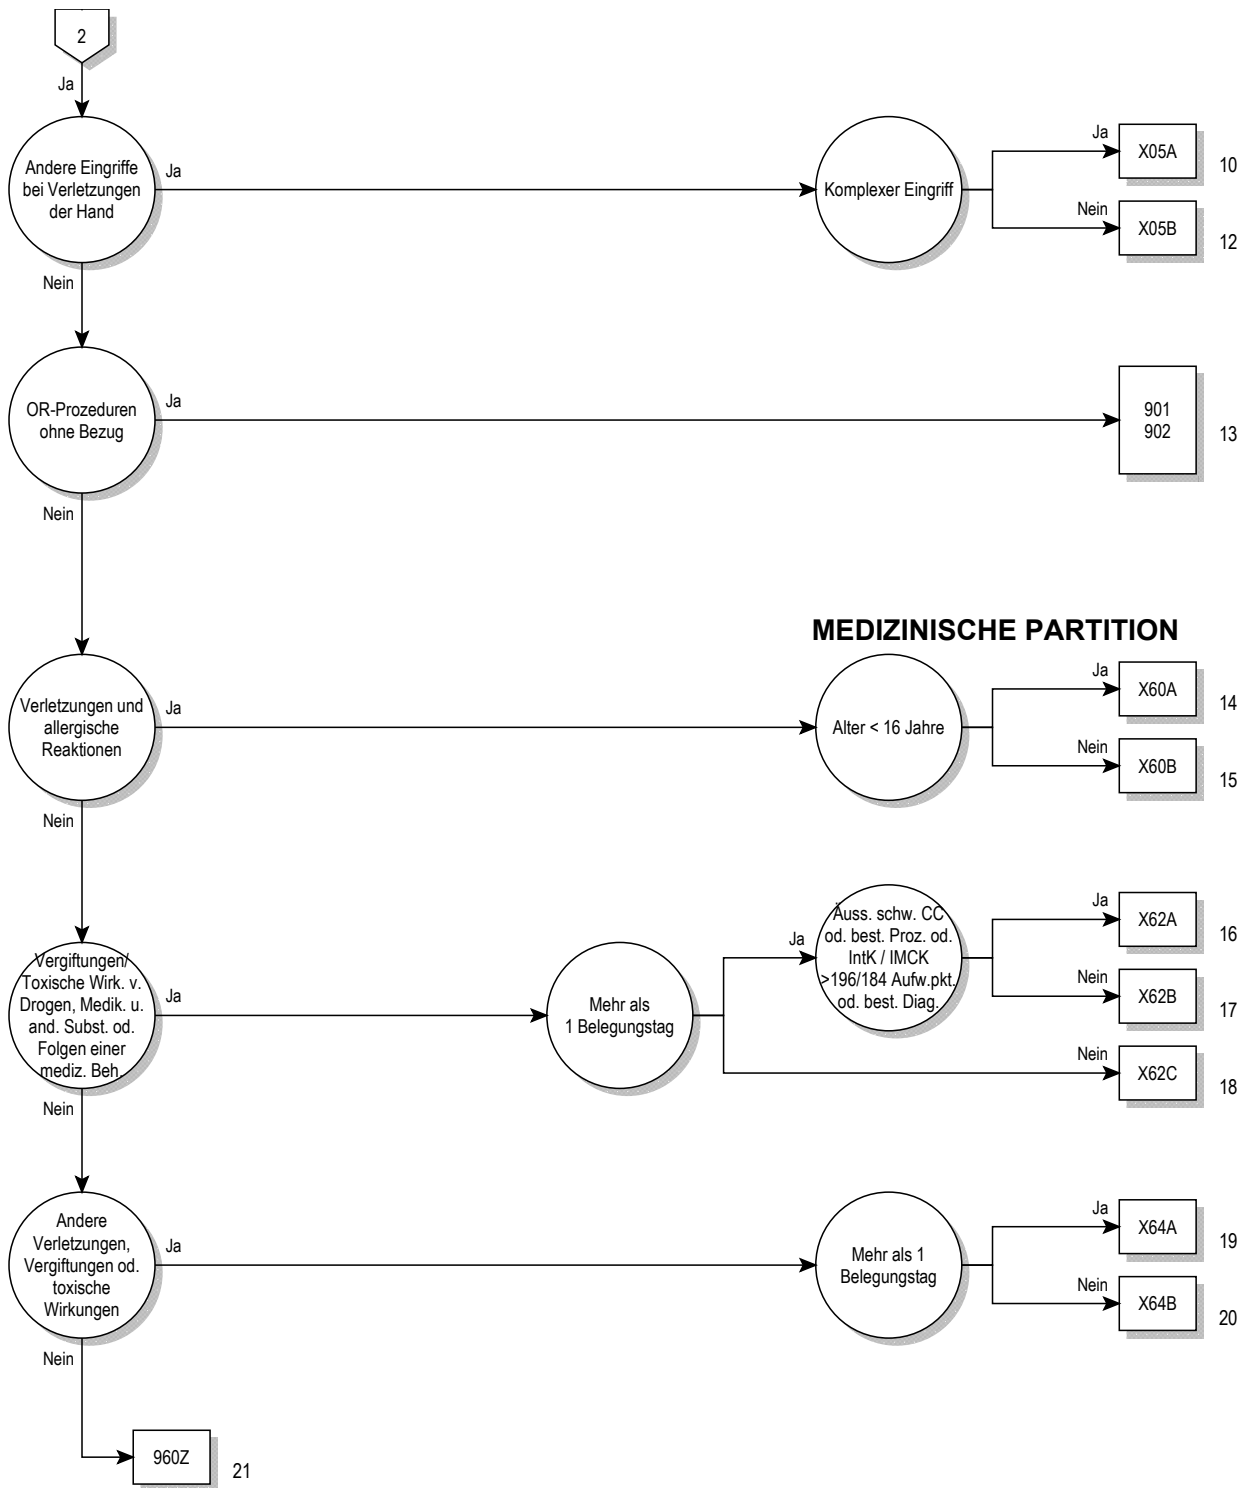 2
Ja
Andere Eingriffe
bei Verletzungen
der Hand
Ja
Komplexer Eingriff
Ja
X05A
10
Nein
X05B
12
Nein
OR-Prozeduren
ohne Bezug
Ja
901
902
13
Nein
MEDIZINISCHE PARTITION
Verletzungen und
allergische
Reaktionen
Ja
Alter < 16 Jahre
Ja
X60A
14
Nein
X60B
15
Nein
Vergiftungen/
Toxische Wirk. v.
Drogen, Medik. u.
and. Subst. od.
Folgen einer
mediz. Beh.
Ja
Mehr als
1 Belegungstag
Ja
Äuss. schw. CC
od. best. Proz. od.
IntK / IMCK
>196/184 Aufw.pkt.
od. best. Diag.
Ja
X62A
16
Nein
X62B
17
Nein
X62C
18
Nein
Andere
Verletzungen,
Vergiftungen od.
toxische
Wirkungen
Ja
Mehr als 1
Belegungstag
Ja
X64A
19
Nein
X64B
20
Nein
960Z
21